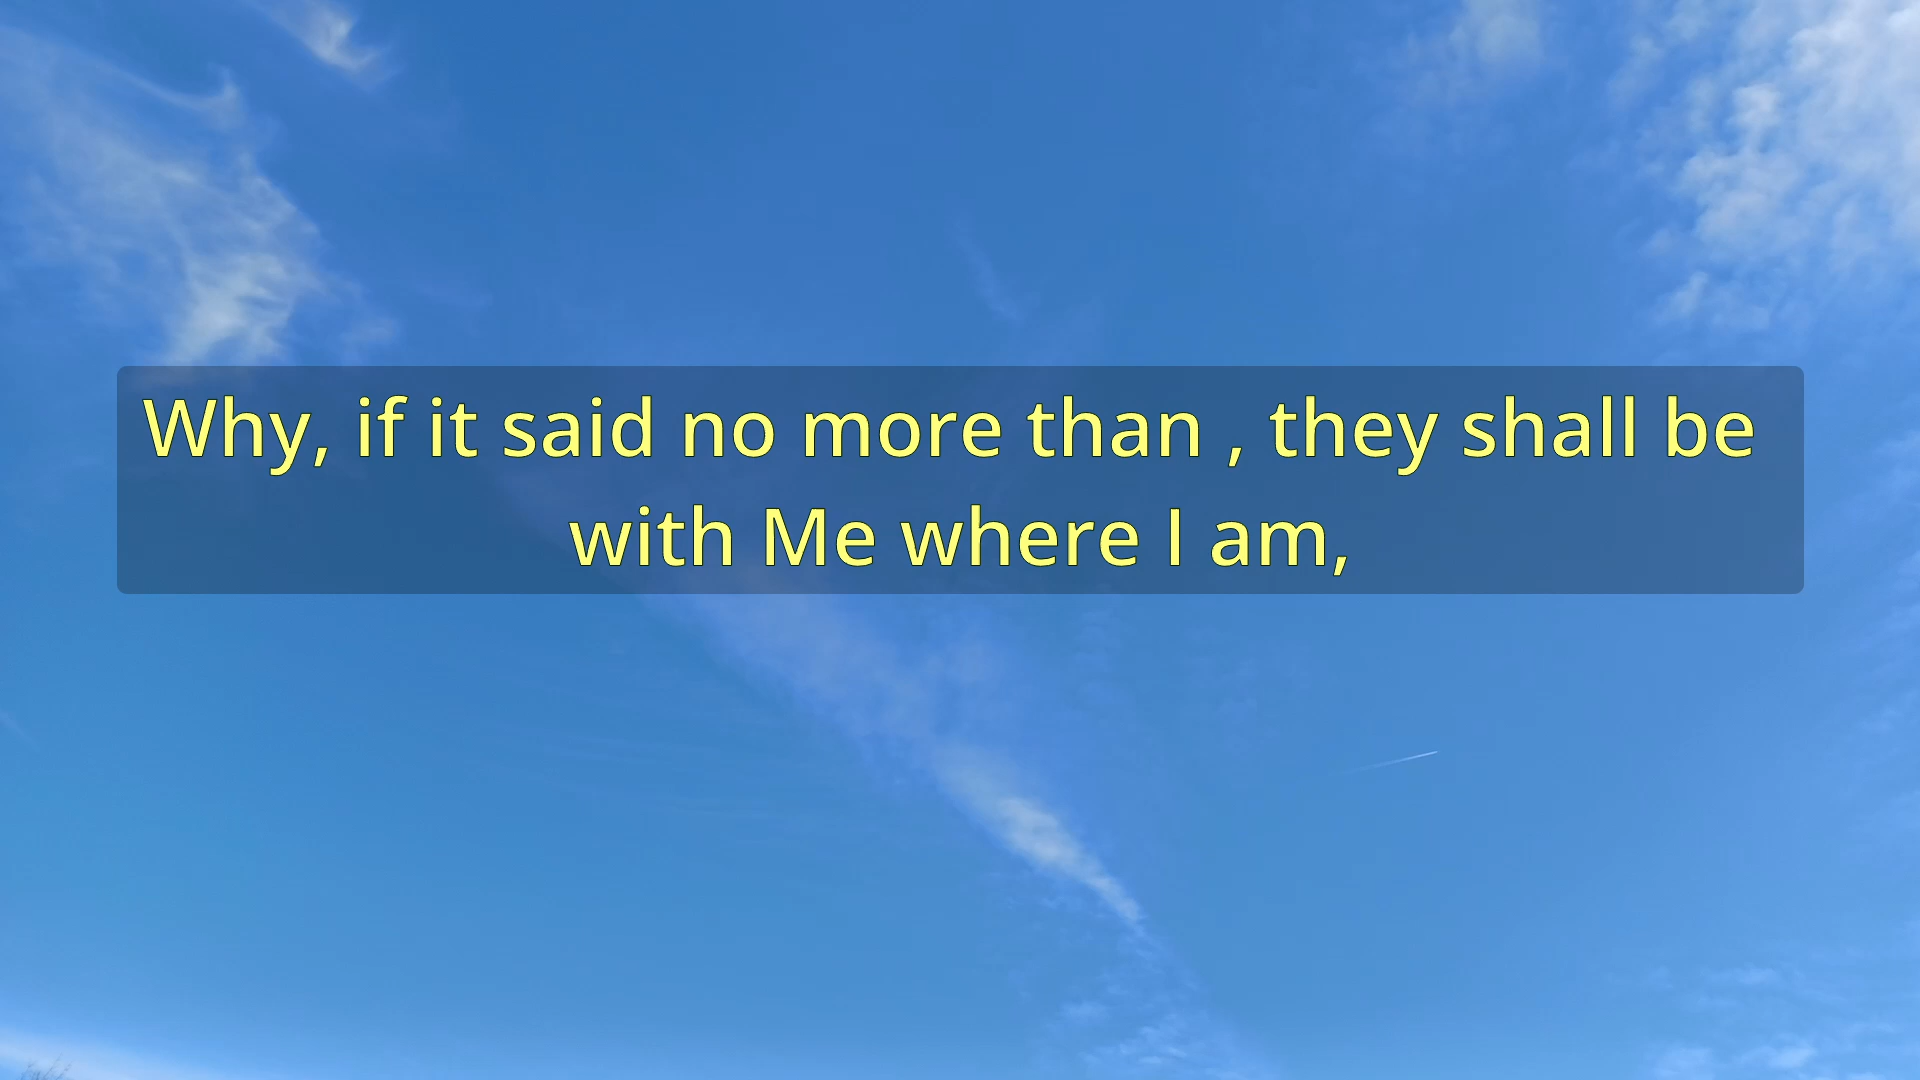 Why, if it said no more than , they shall be
with Me where I am,